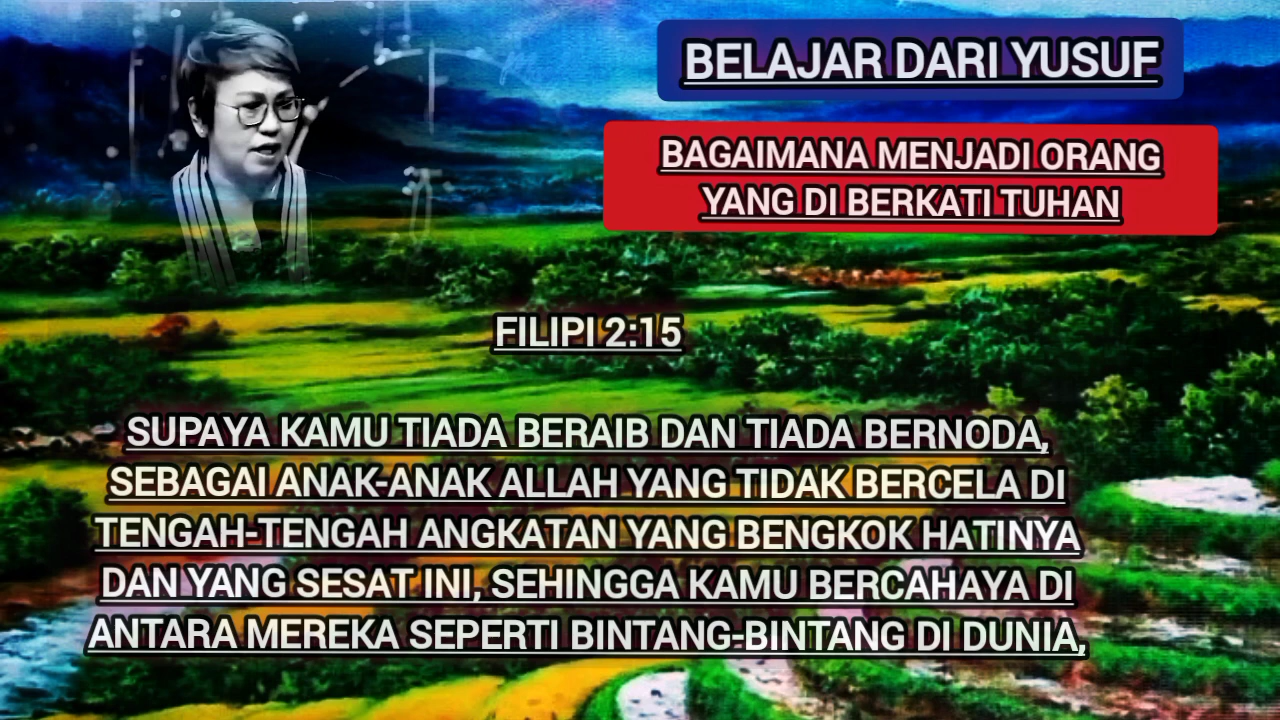 BELAJAR DARI YUSUF
BAGAIMANA MENJADI ORANG
YANG DI BERKATI TUHAN
FILIPI 2:15
SUPAYA KAMU TIADA BERAIB DAN TIADA BERNODA,
SEBAGAI ANAK-ANAK ALLAH YANG TIDAK BERCELA DI
TENGAH-TENGAH ANGKATAN YANG BENGKOK HATINYA
DAN YANG SESAT INI, SEHINGGA KAMU BERCAHAYA DI
ANTARA MEREKA SEPERTI BINTANG-BINTANG DI DUNIA,